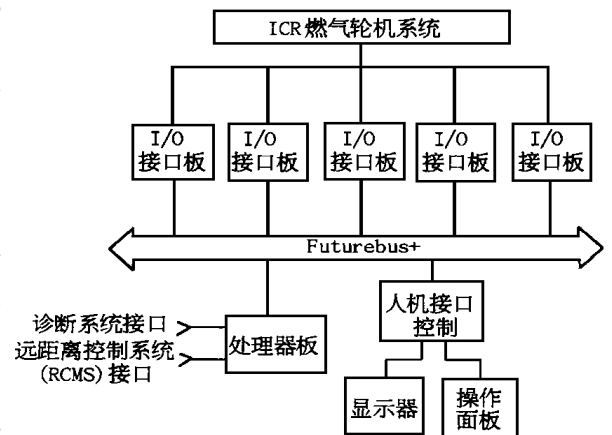 ICR燃气轮机系统
I/O
接口板
I/O
接口板
I/O
接口板
I/O
接口板
I/O
接口板
Futurebus+
诊断系统接口
远距离控制系统
(RCMS)接口
处理器板
人机接口
控制
显示器
操作
面板